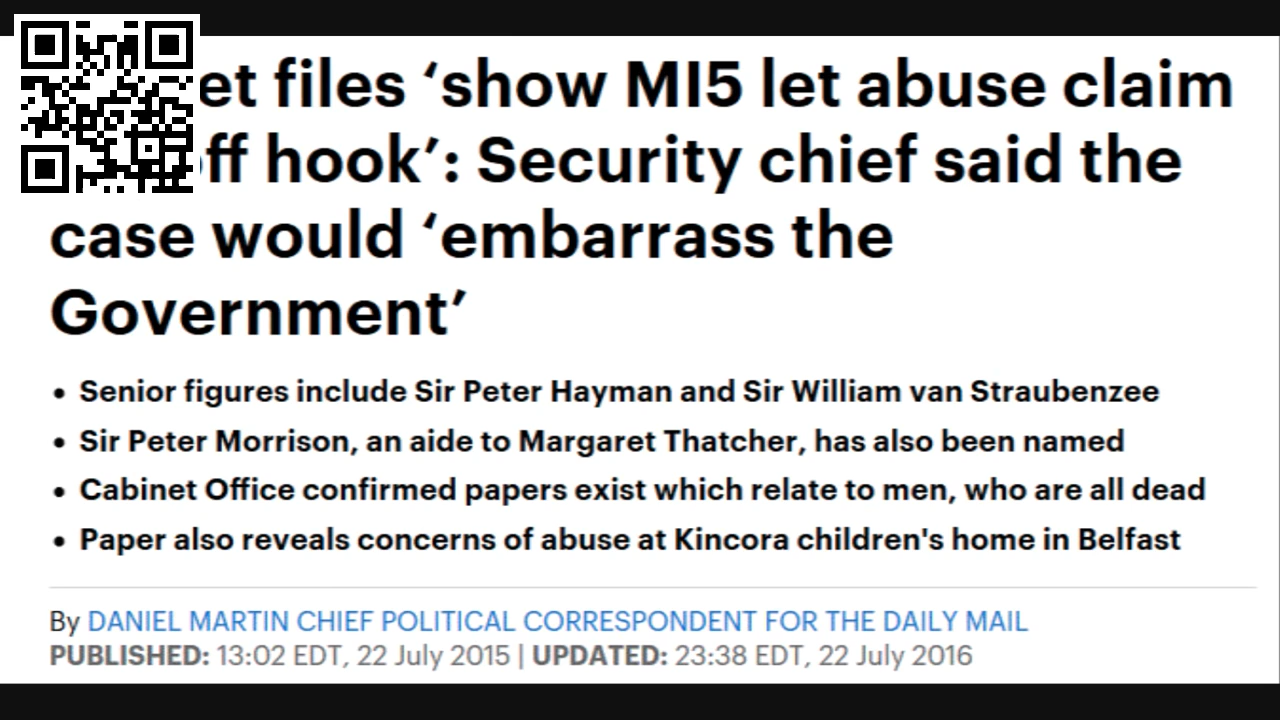 et files ‘show MI5 let abuse claim
off hook’: Security chief said the
case would ‘embarrass the
Government’
• Senior figures include Sir Peter Hayman and Sir William van Straubenzee
• Sir Peter Morrison, an aide to Margaret Thatcher, has also been named
• Cabinet Office confirmed papers exist which relate to men, who are all dead
• Paper also reveals concerns of abuse at Kincora children's home in Belfast
By DANIEL MARTIN CHIEF POLITICAL CORRESPONDENT FOR THE DAILY MAIL
PUBLISHED: 13:02 EDT, 22 July 2015 | UPDATED: 23:38 EDT, 22 July 2016